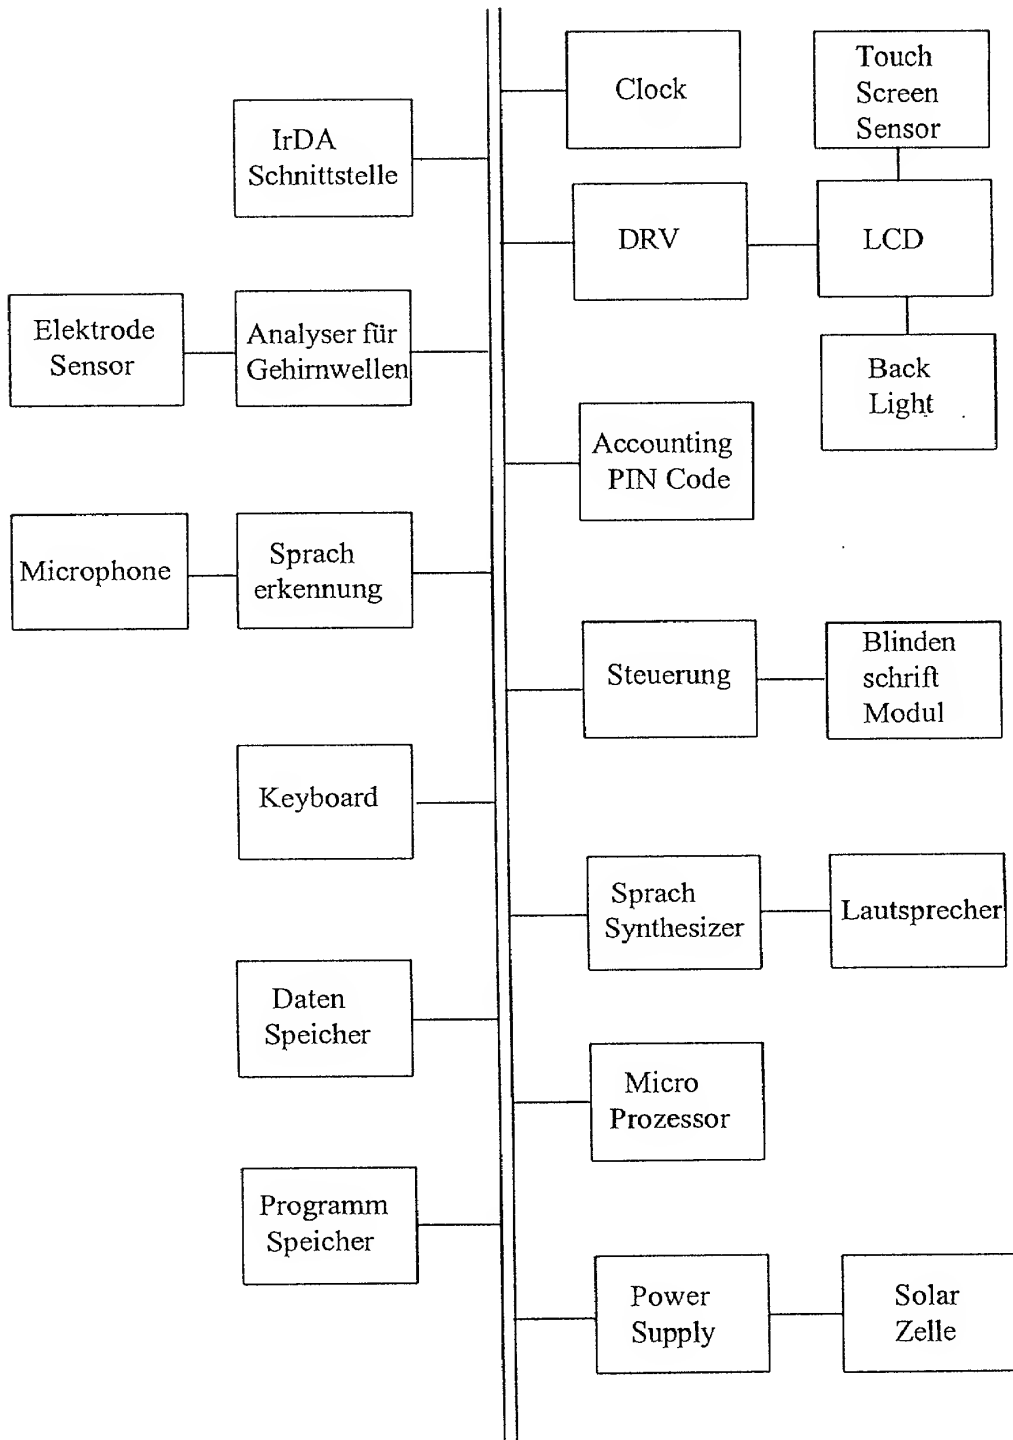 Clock
Touch
Screen
Sensor
IrDA
Schnittstelle
DRV
LCD
Elektrode
Sensor
Analyser für
Gehirnwellen
Back
Light
Accounting
PIN Code
Microphone
Sprach
erkennung
Steuerung
Blinden
schrift
Modul
Keyboard
Sprach
Synthesizer
Lautsprecher
Daten
Speicher
Micro
Prozessor
Programm
Speicher
Power
Supply
Solar
Zelle